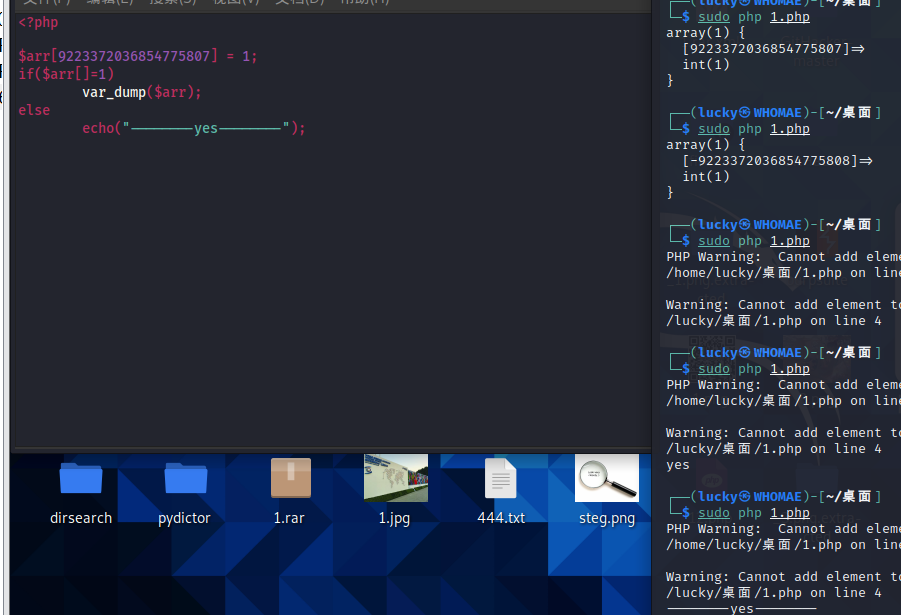 文件(F) 编辑(E) 搜索(S) 视图(V) 文档(D) 帮助(H)
<?php
$arr[9223372036854775807] = 1;
if($arr[]=1)
var_dump($arr);
else
echo("————————yes————————");
dirsearch
pydictor
1.rar
1.jpg
444.txt
steg.png
┌──(lucky㉿WHOMAE)-[~/桌面]
└─$ sudo php 1.php
array(1) {
[9223372036854775807]=>
int(1)
}
┌──(lucky㉿WHOMAE)-[~/桌面]
└─$ sudo php 1.php
array(1) {
[-9223372036854775808]=>
int(1)
}
┌──(lucky㉿WHOMAE)-[~/桌面]
└─$ sudo php 1.php
PHP Warning:  Cannot add eleme
/home/lucky/桌面/1.php on line
Warning: Cannot add element to
/lucky/桌面/1.php on line 4
┌──(lucky㉿WHOMAE)-[~/桌面]
└─$ sudo php 1.php
PHP Warning:  Cannot add eleme
/home/lucky/桌面/1.php on line
Warning: Cannot add element to
/lucky/桌面/1.php on line 4
yes
┌──(lucky㉿WHOMAE)-[~/桌面]
└─$ sudo php 1.php
PHP Warning:  Cannot add eleme
/home/lucky/桌面/1.php on line
Warning: Cannot add element to
/lucky/桌面/1.php on line 4
————————yes————————